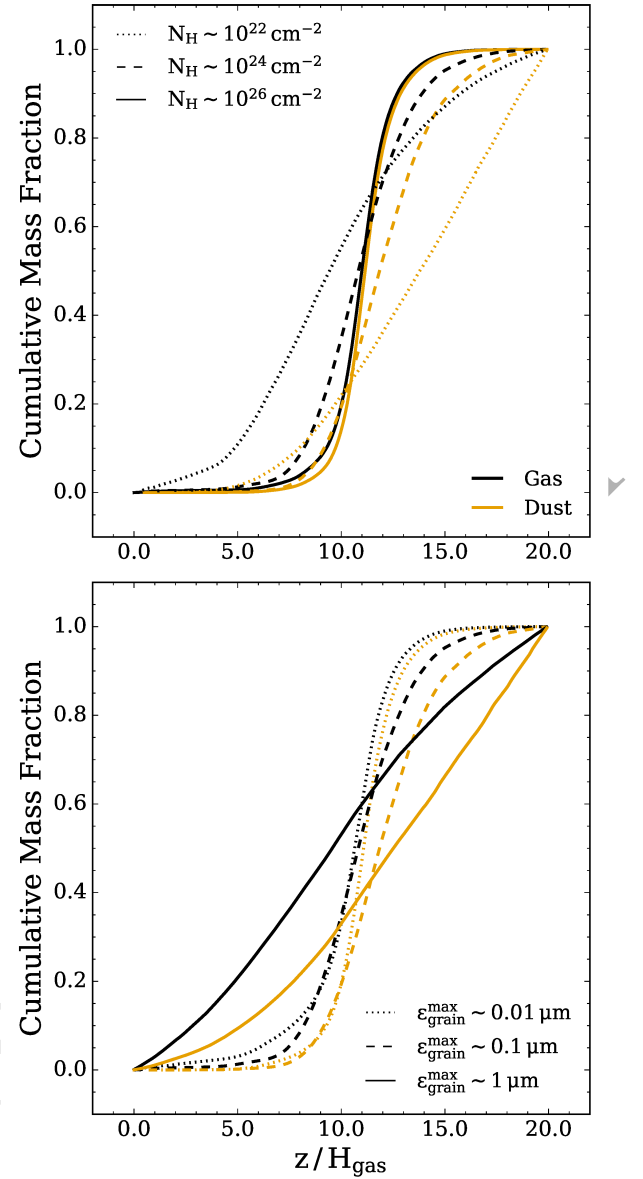 1.0
0.8
0.6
0.4
0.2
0.0
Cumulative Mass Fraction
N_H ~ 10^22 cm^−2
N_H ~ 10^24 cm^−2
N_H ~ 10^26 cm^−2
Gas
Dust
0.0 5.0 10.0 15.0 20.0
1.0
0.8
0.6
0.4
0.2
0.0
Cumulative Mass Fraction
ε_grain^max ~ 0.01 μm
ε_grain^max ~ 0.1 μm
ε_grain^max ~ 1 μm
0.0 5.0 10.0 15.0 20.0
z / H_gas